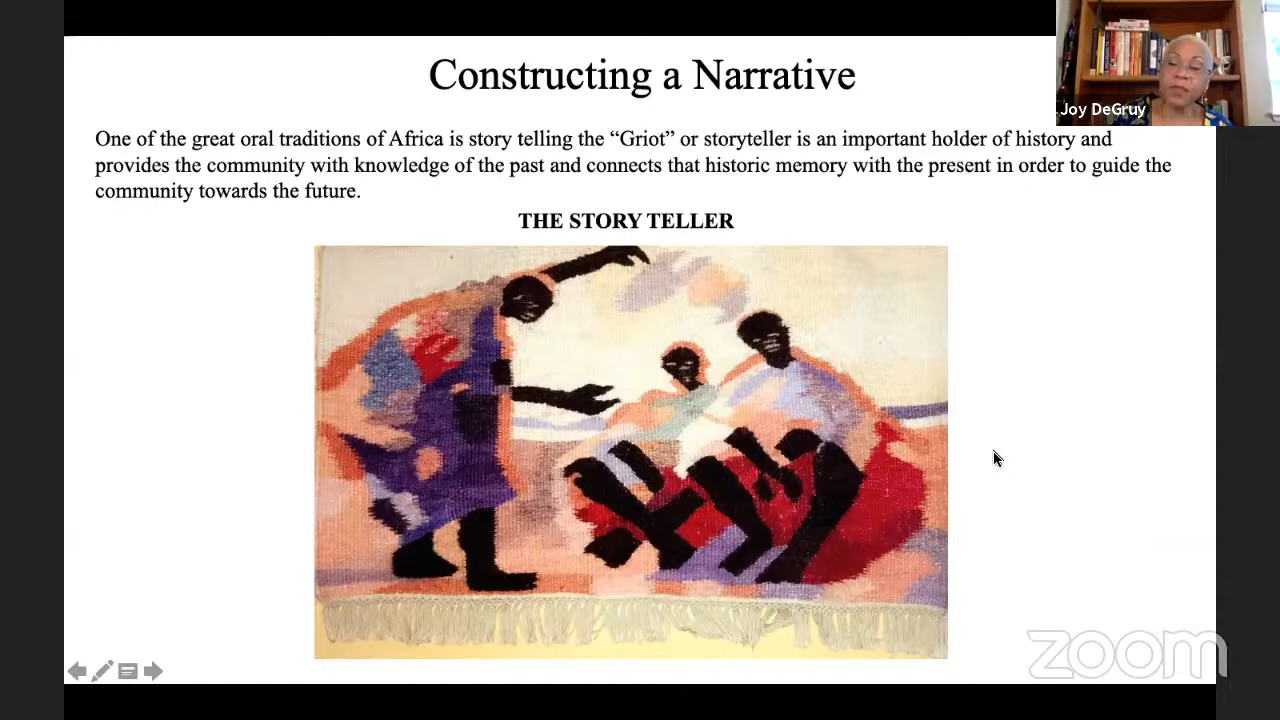 Constructing a Narrative
Joy DeGruy
One of the great oral traditions of Africa is story telling the “Griot” or storyteller is an important holder of history and
provides the community with knowledge of the past and connects that historic memory with the present in order to guide the
community towards the future.
THE STORY TELLER
zoom